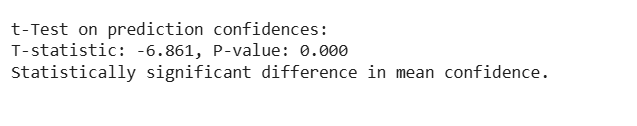 t-Test on prediction confidences:
T-statistic: -6.861, P-value: 0.000
Statistically significant difference in mean confidence.